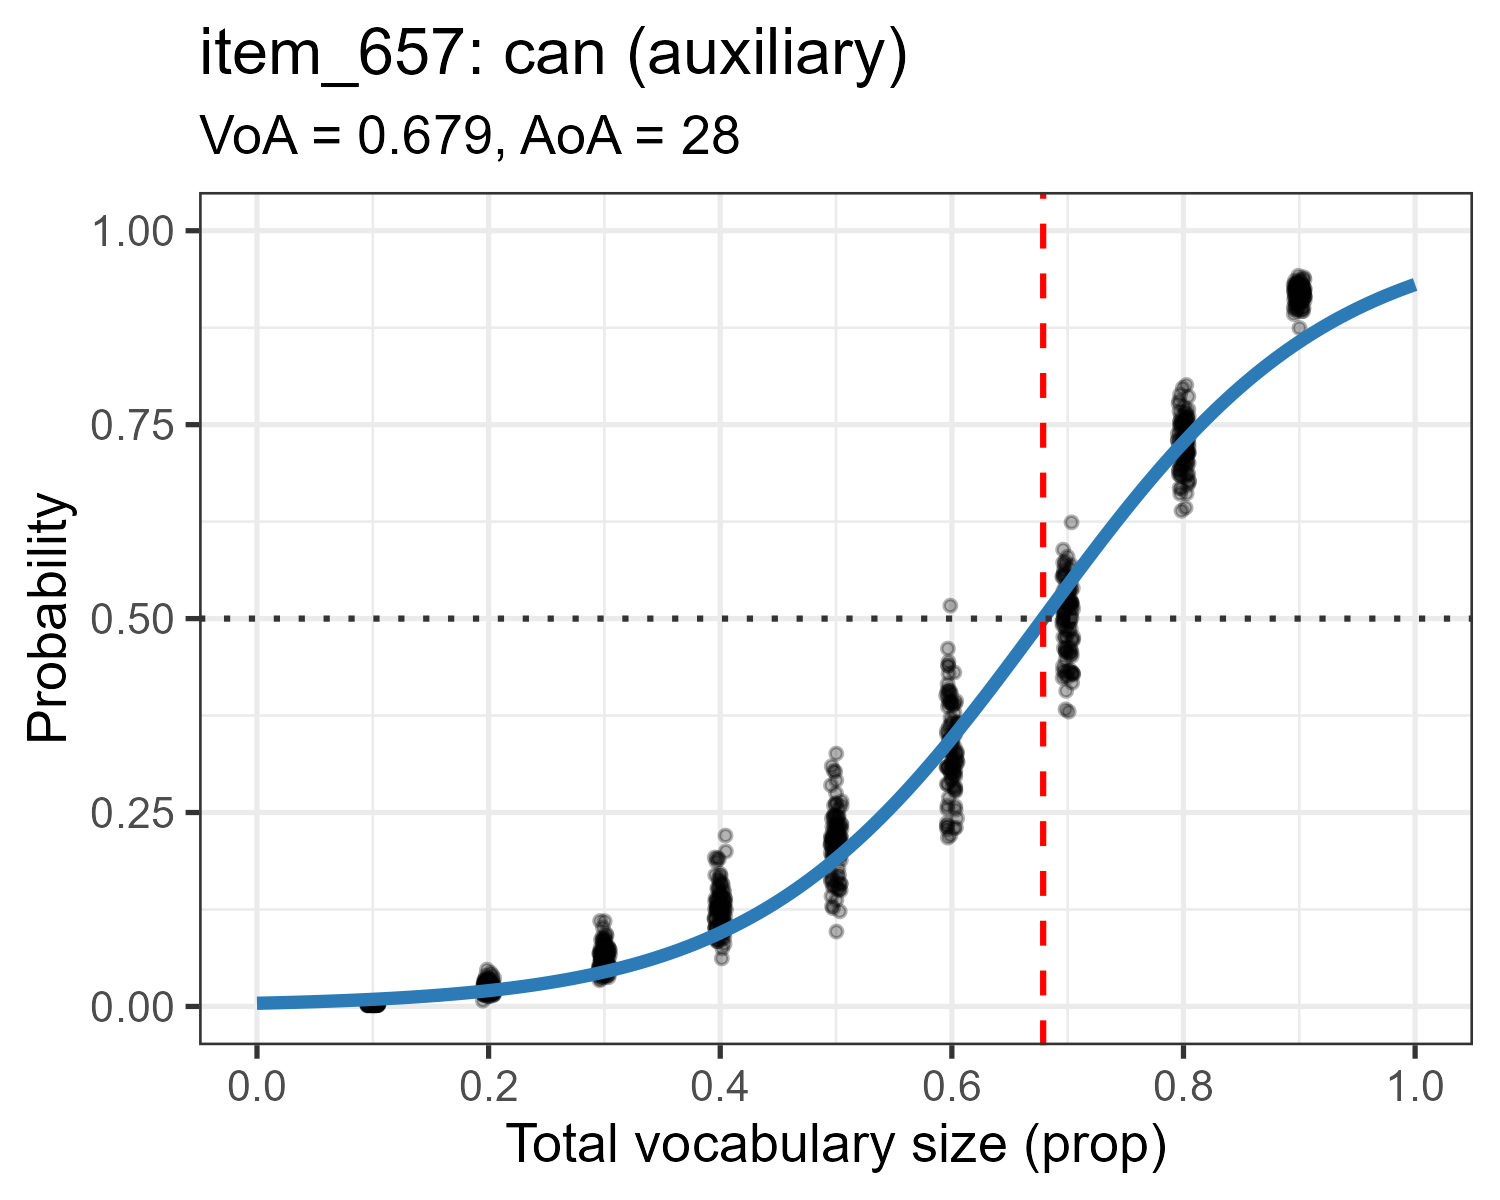 item_657: can (auxiliary)
VoA = 0.679, AoA = 28
1.00
0.75
0.50
0.25
0.00
Probability
0.0 0.2 0.4 0.6 0.8 1.0
Total vocabulary size (prop)